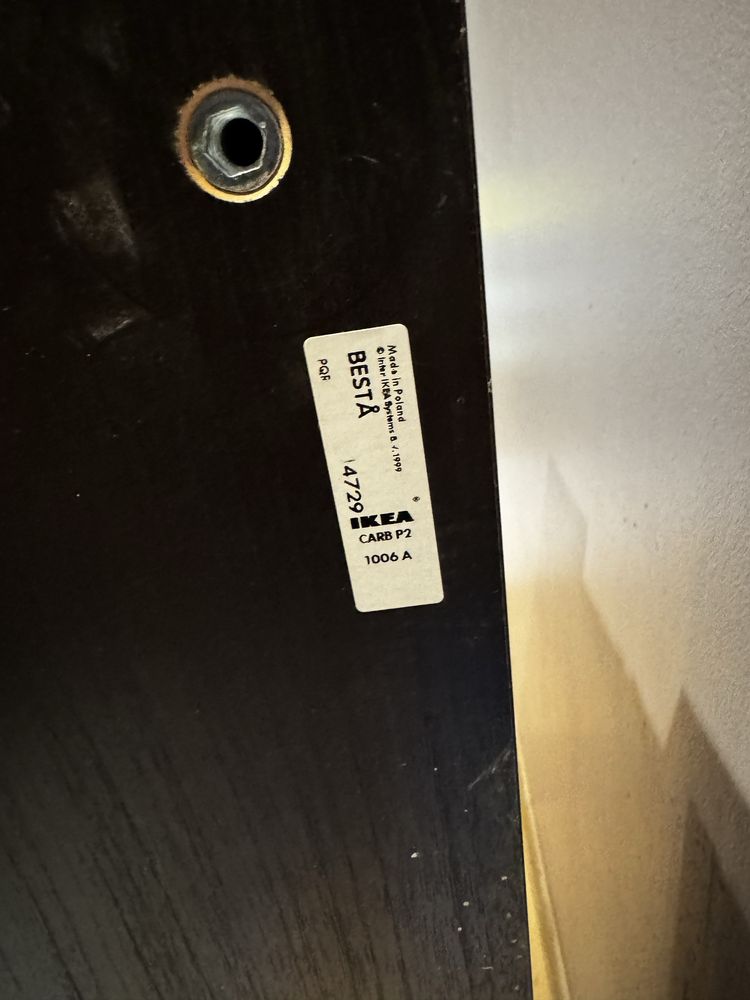 Made in Poland
© Inter IKEA Systems B.V. 1999
BESTÅ
PQR
14729
IKEA®
CARB P2
1006 A